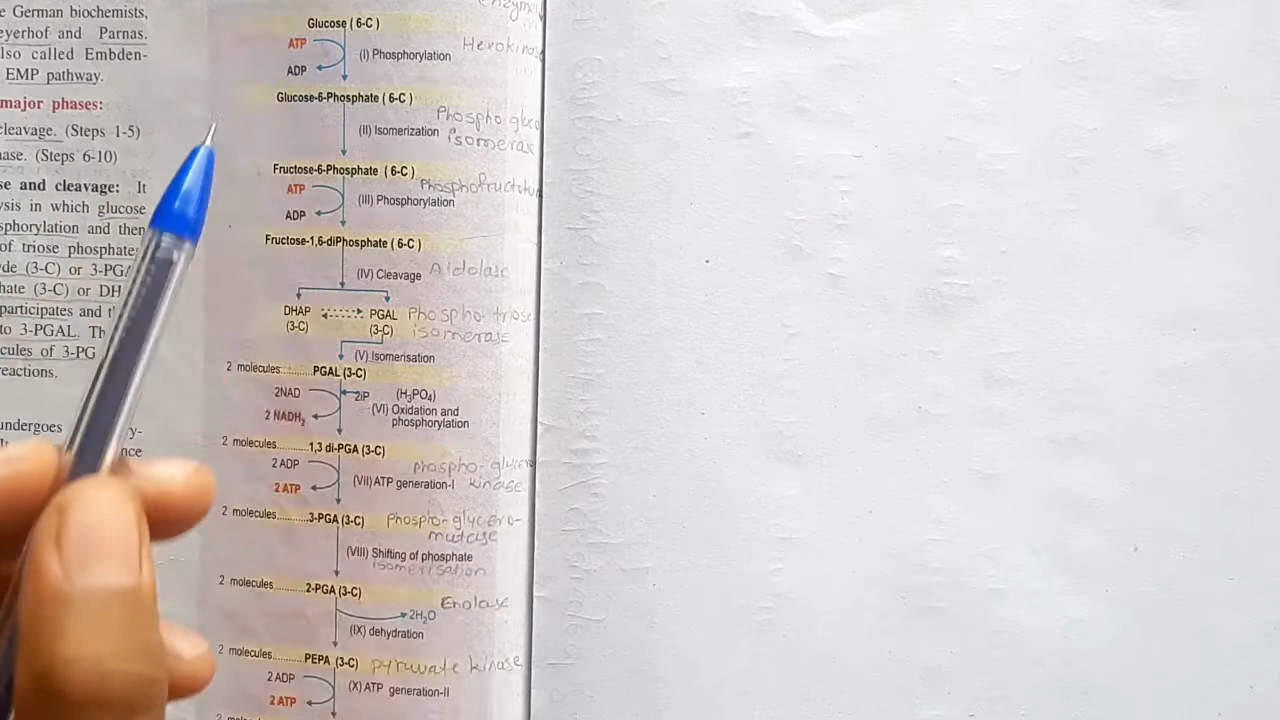 e German biochemists,
eyerhof and Parnas.
lso called Embden-
EMP pathway.
major phases:
cleavage. (Steps 1-5)
ase. (Steps 6-10)
se and cleavage: It
ysis in which glucose
sphorylation and then
of triose phosphate
de (3-C) or 3-PGA
hate (3-C) or DH
participates and t
to 3-PGAL. Th
cules of 3-PG
reactions.
undergoes
y-
nce
Glucose ( 6-C )
ATP
(I) Phosphorylation
ADP
Glucose-6-Phosphate ( 6-C )
Phospho gluco
(II) Isomerization
isomerase
Fructose-6-Phosphate ( 6-C )
Phosphofructokin
ATP
(III) Phosphorylation
ADP
Fructose-1,6-diPhosphate ( 6-C )
(IV) Cleavage
DHAP
PGAL
Phospho-triose
(3-C)
(3-C)
isomerase
(V) Isomerisation
2 molecules............PGAL (3-C)
2NAD
2iP
(H₃PO₄)
2 NADH₂
(VI) Oxidation and
phosphorylation
2 molecules...........1,3 di-PGA (3-C)
2 ADP
phospho-glycero
2 ATP
(VII) ATP generation-I
kinase
2 molecules...........3-PGA (3-C)
Phospho-glycero-
mutase
(VIII) Shifting of phosphate
isomerisation
2 molecules...........2-PGA (3-C)
Enolase
2H₂O
(IX) dehydration
2 molecules...........PEPA (3-C)
pyruvate kinase
2 ADP
(X) ATP generation-II
2 ATP